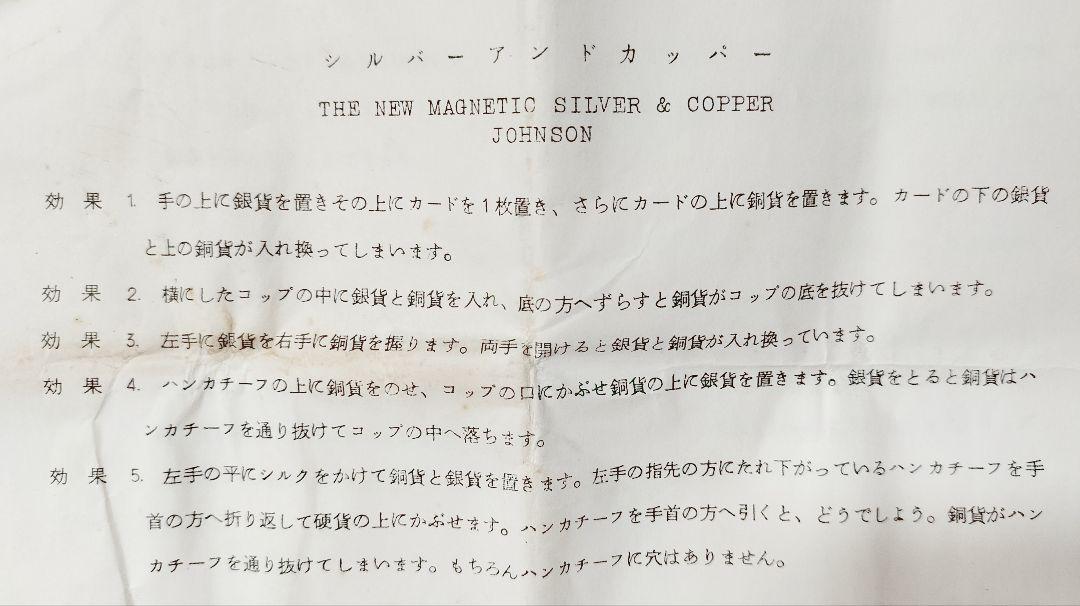 シルバーアンドカッパー
THE NEW MAGNETIC SILVER & COPPER
JOHNSON
効果 1. 手の上に銀貨を置きその上にカードを1枚置き、さらにカードの上に銅貨を置きます。カードの下の銀貨
と上の銅貨が入れ換ってしまいます。
効果 2. 横にしたコップの中に銀貨と銅貨を入れ、底の方へずらすと銅貨がコップの底を抜けてしまいます。
効果 3. 左手に銀貨を右手に銅貨を握ります。両手を開けると銀貨と銅貨が入れ換っています。
効果 4. ハンカチーフの上に銅貨をのせ、コップの口にかぶせ銅貨の上に銀貨を置きます。銀貨をとると銅貨はハ
ンカチーフを通り抜けてコップの中へ落ちます。
効果 5. 左手の平にシルクをかけて銅貨と銀貨を置きます。左手の指先の方にたれ下がっているハンカチーフを手
首の方へ折り返して硬貨の上にかぶせます。ハンカチーフを手首の方へ引くと、どうでしよう。銅貨がハン
カチーフを通り抜けてしまいます。もちろんハンカチーフに穴はありません。